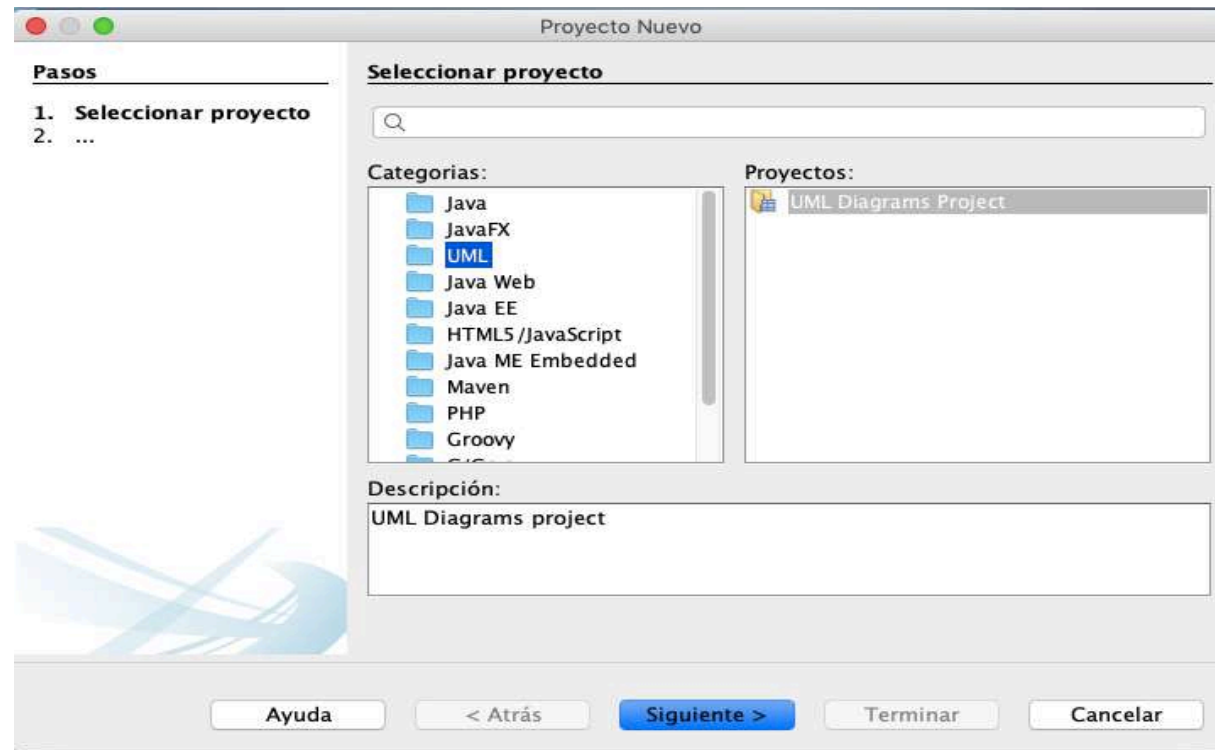 Proyecto Nuevo
Pasos
1. Seleccionar proyecto
2. ...
Seleccionar proyecto
Categorias:
Java
JavaFX
UML
Java Web
Java EE
HTML5/JavaScript
Java ME Embedded
Maven
PHP
Groovy
Proyectos:
UML Diagrams Project
Descripción:
UML Diagrams project
Ayuda
< Atrás
Siguiente >
Terminar
Cancelar